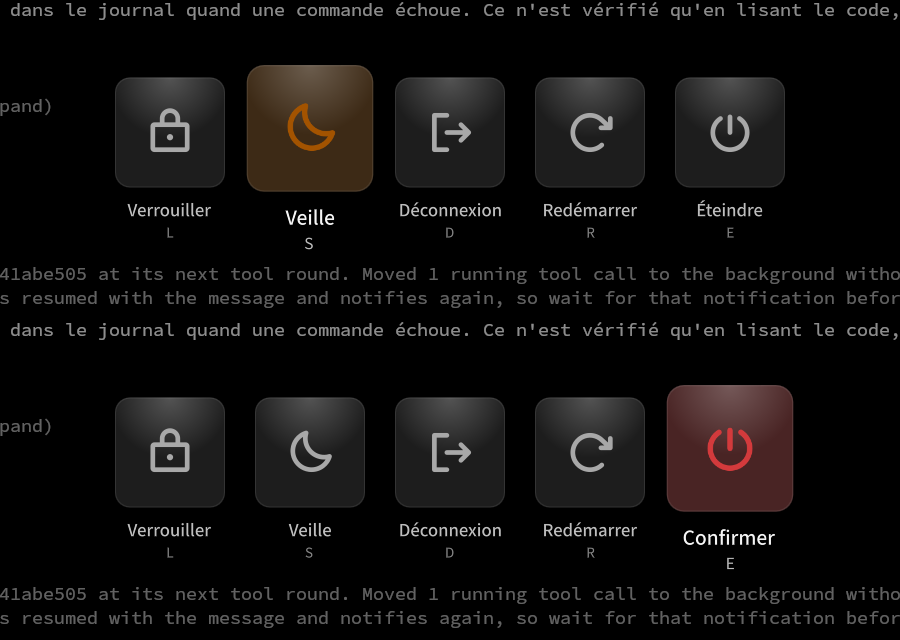 dans le journal quand une commande échoue. Ce n'est vérifié qu'en lisant le code,
pand)
Verrouiller Veille Déconnexion Redémarrer Éteindre
L S D R E
41abe505 at its next tool round. Moved 1 running tool call to the background witho
s resumed with the message and notifies again, so wait for that notification befor
dans le journal quand une commande échoue. Ce n'est vérifié qu'en lisant le code,
pand)
Verrouiller Veille Déconnexion Redémarrer Confirmer
L S D R E
41abe505 at its next tool round. Moved 1 running tool call to the background witho
s resumed with the message and notifies again, so wait for that notification befor